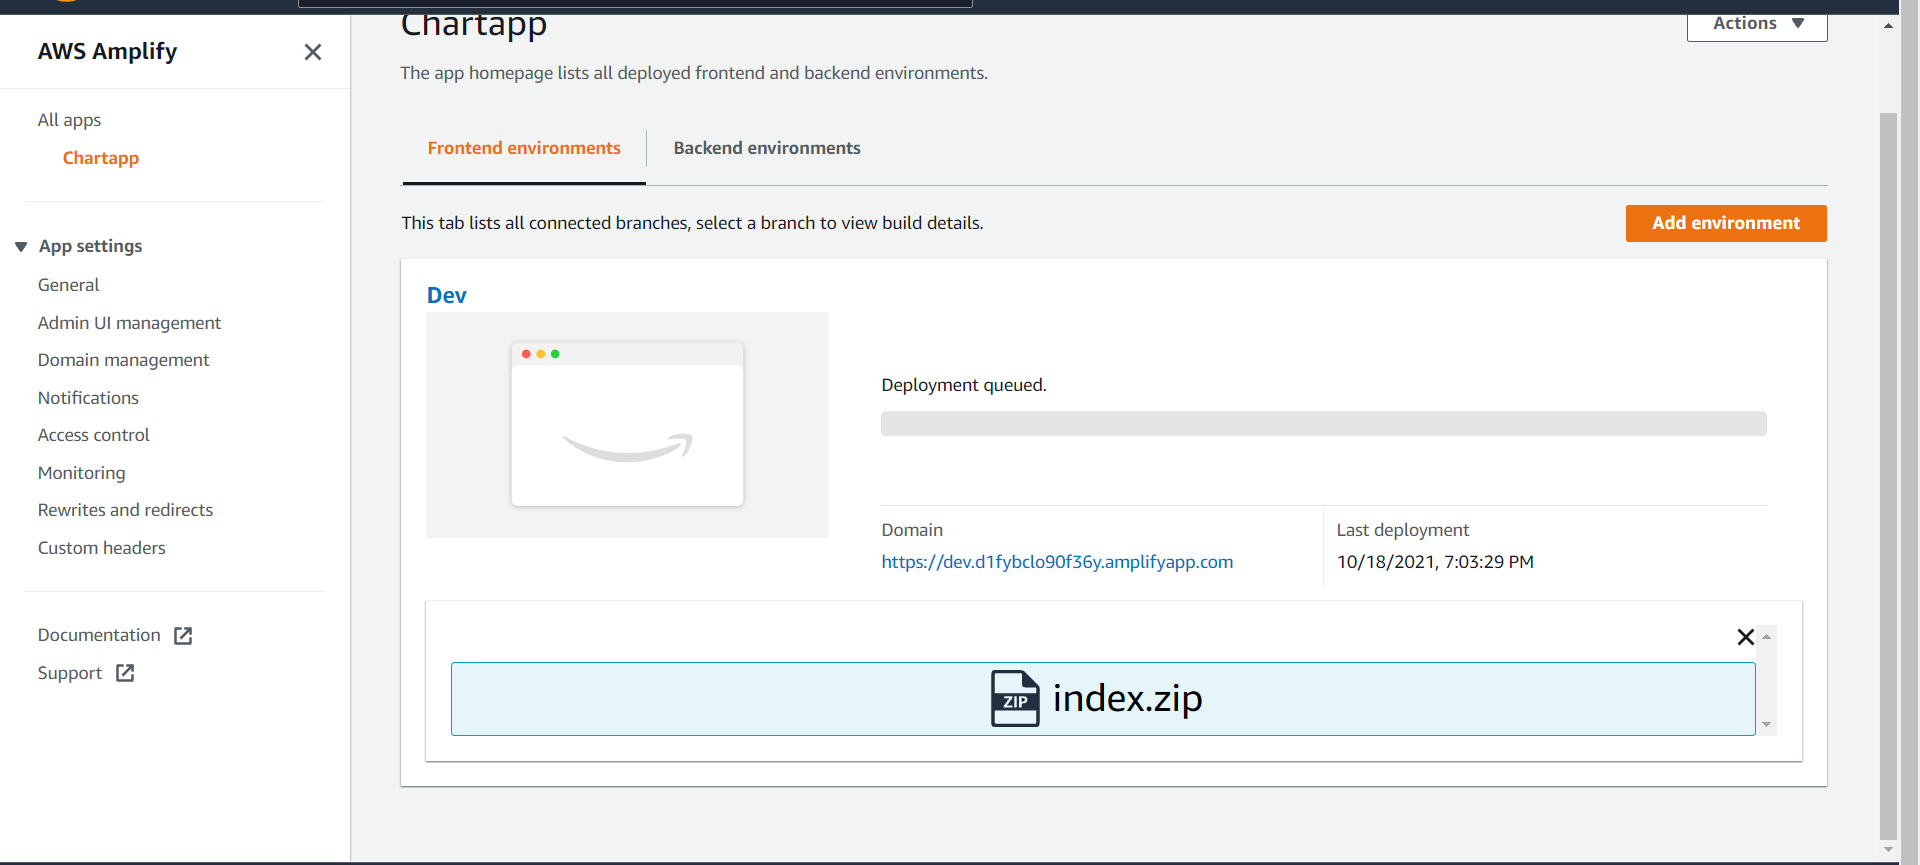 Chartapp
Actions
AWS Amplify
The app homepage lists all deployed frontend and backend environments.
All apps
Chartapp
Frontend environments
Backend environments
This tab lists all connected branches, select a branch to view build details.
Add environment
App settings
General
Admin UI management
Domain management
Notifications
Access control
Monitoring
Rewrites and redirects
Custom headers
Documentation
Support
Dev
Deployment queued.
Domain
https://dev.d1fybclo90f36y.amplifyapp.com
Last deployment
10/18/2021, 7:03:29 PM
ZIP
index.zip